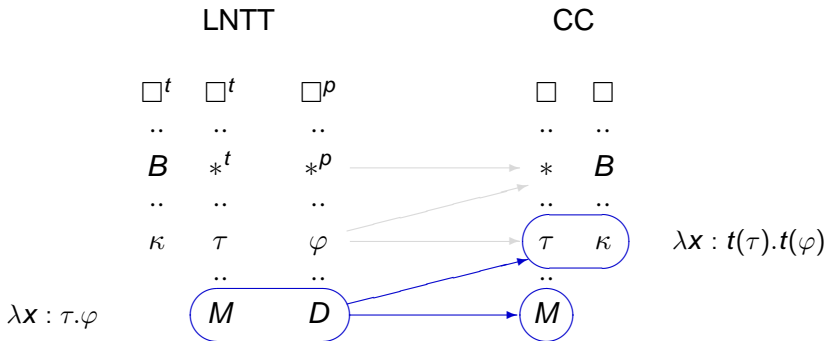 LNTT CC
□ᵗ □ᵗ □ᵖ □ □
.. .. .. .. ..
B *ᵗ *ᵖ * B
.. .. .. .. ..
κ τ φ τ κ λx : t(τ).t(φ)
.. ..
λx : τ.φ M D M